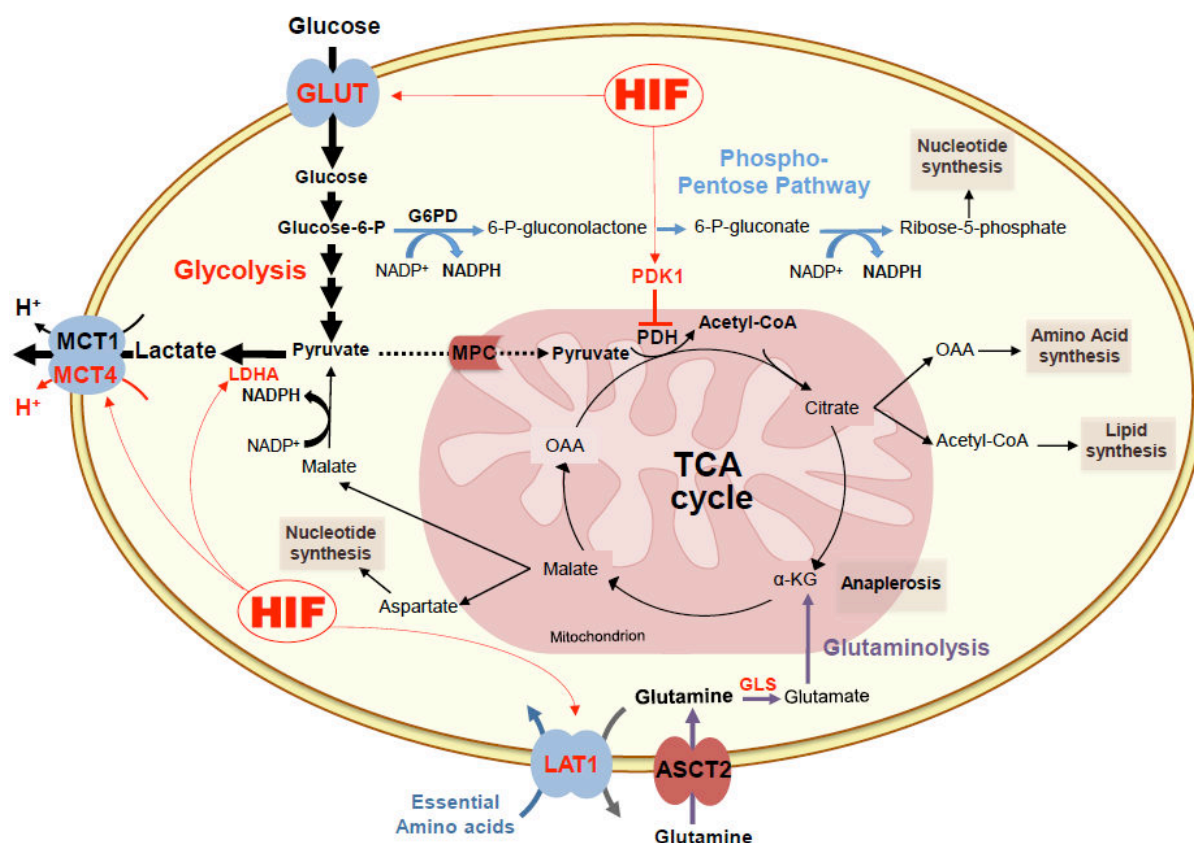 Glucose
GLUT
HIF
Glucose
Phospho-
Pentose Pathway
Nucleotide
synthesis
Glucose-6-P
G6PD
6-P-gluconolactone
6-P-gluconate
Ribose-5-phosphate
NADP⁺
NADPH
NADP⁺
NADPH
Glycolysis
PDK1
H⁺
MCT1
MCT4
H⁺
Lactate
LDHA
Pyruvate
MPC
Pyruvate
PDH
Acetyl-CoA
NADPH
NADP⁺
Malate
OAA
TCA
cycle
Citrate
OAA
Amino Acid
synthesis
Acetyl-CoA
Lipid
synthesis
Nucleotide
synthesis
Aspartate
Malate
α-KG
Anaplerosis
HIF
Mitochondrion
Glutaminolysis
Glutamine
GLS
Glutamate
LAT1
ASCT2
Essential
Amino acids
Glutamine